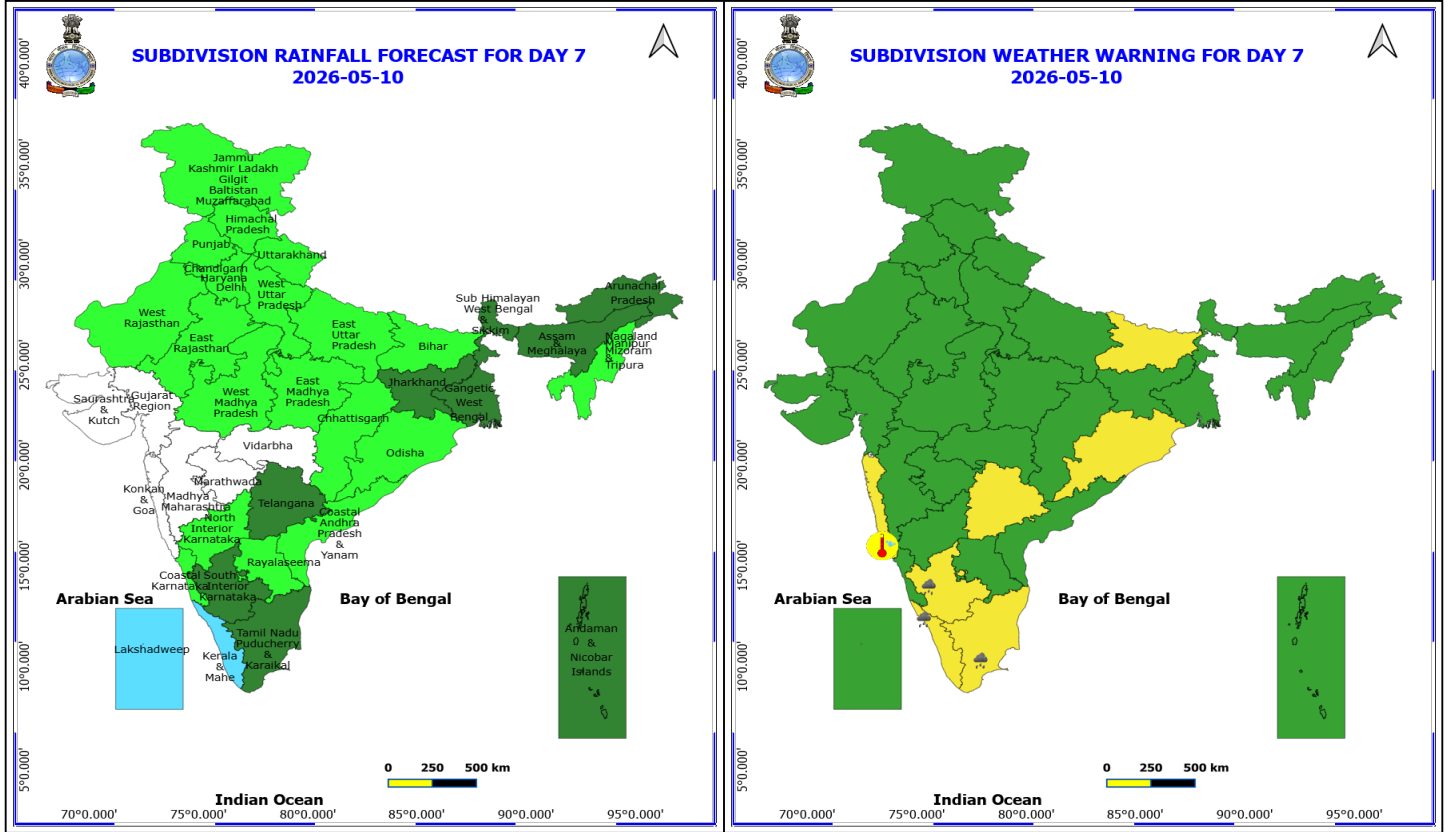 SUBDIVISION RAINFALL FORECAST FOR DAY 7
2026-05-10
40°0.000'
35°0.000'
30°0.000'
25°0.000'
20°0.000'
15°0.000'
10°0.000'
5°0.000'
Jammu
Kashmir Ladakh
Gilgit
Baltistan
Muzaffarabad
Himachal
Pradesh
Punjab
Uttarakhand
Chandigarh
Haryana
Delhi
West
Uttar
Pradesh
West
Rajasthan
East
Rajasthan
East
Uttar
Pradesh
Bihar
Sub Himalayan
West Bengal
&
Sikkim
Arunachal
Pradesh
Assam
&
Meghalaya
Nagaland
Manipur
Mizoram
&
Tripura
Saurashtra
&
Kutch
Gujarat
Region
West
Madhya
Pradesh
East
Madhya
Pradesh
Jharkhand
Gangetic
West
Bengal
Chhattisgarh
Odisha
Vidarbha
Marathwada
Madhya
Maharashtra
Konkan
&
Goa
Telangana
North
Interior
Karnataka
Coastal
Andhra
Pradesh
&
Yanam
Rayalaseema
Coastal
Karnataka
South
Interior
Karnataka
Arabian Sea
Bay of Bengal
Lakshadweep
Kerala
&
Mahe
Tamil Nadu
Puducherry
&
Karaikal
Andaman
&
Nicobar
Islands
0 250 500 km
Indian Ocean
70°0.000' 75°0.000' 80°0.000' 85°0.000' 90°0.000' 95°0.000'
SUBDIVISION WEATHER WARNING FOR DAY 7
2026-05-10
40°0.000'
35°0.000'
30°0.000'
25°0.000'
20°0.000'
15°0.000'
10°0.000'
5°0.000'
Arabian Sea
Bay of Bengal
0 250 500 km
Indian Ocean
70°0.000' 75°0.000' 80°0.000' 85°0.000' 90°0.000' 95°0.000'